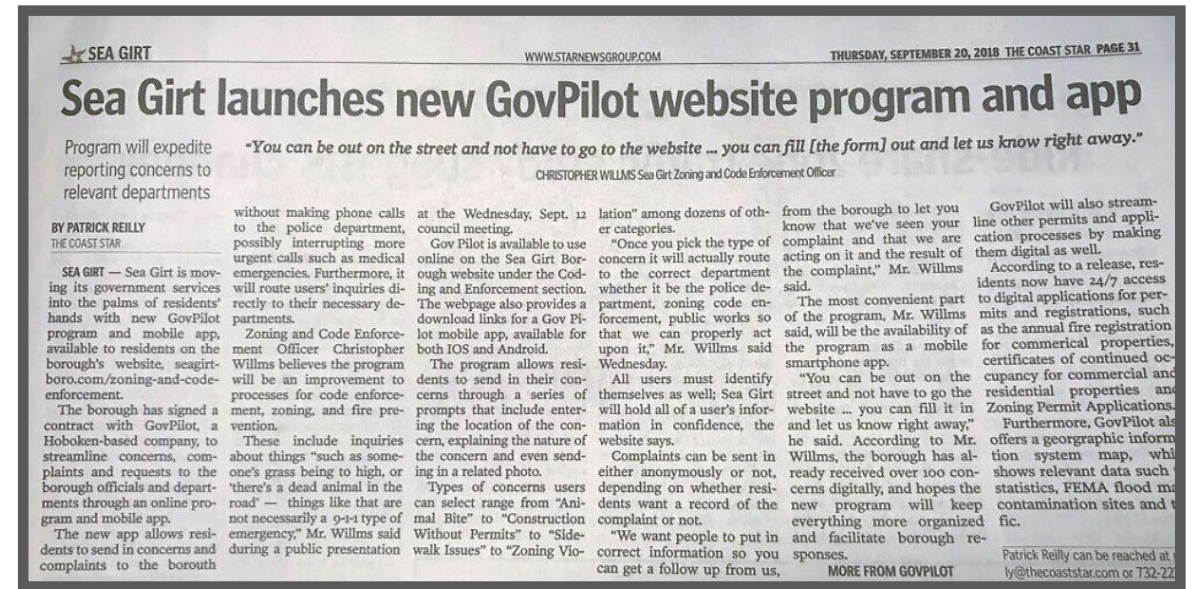 SEA GIRT
WWW.STARNEWSGROUP.COM
THURSDAY, SEPTEMBER 20, 2018 THE COAST STAR PAGE 31
Sea Girt launches new GovPilot website program and app
Program will expedite
reporting concerns to
relevant departments
“You can be out on the street and not have to go to the website ... you can fill [the form] out and let us know right away.”
CHRISTOPHER WILLMS Sea Girt Zoning and Code Enforcement Officer
BY PATRICK REILLY
THE COAST STAR
SEA GIRT — Sea Girt is mov-
ing its government services
into the palms of residents’
hands with new GovPilot
program and mobile app,
available to residents on the
borough’s website, seagirt-
boro.com/zoning-and-code-
enforcement.
The borough has signed a
contract with GovPilot, a
Hoboken-based company, to
streamline concerns, com-
plaints and requests to the
borough officials and depart-
ments through an online pro-
gram and mobile app.
The new app allows resi-
dents to send in concerns and
complaints to the borouth
without making phone calls
to the police department,
possibly interrupting more
urgent calls such as medical
emergencies. Furthermore, it
will route users’ inquiries di-
rectly to their necessary de-
partments.
Zoning and Code Enforce-
ment Officer Christopher
Willms believes the program
will be an improvement to
processes for code enforce-
ment, zoning, and fire pre-
vention.
These include inquiries
about things “such as some-
one’s grass being to high, or
‘there’s a dead animal in the
road’ — things like that are
not necessarily a 9-1-1 type of
emergency,” Mr. Willms said
during a public presentation
at the Wednesday, Sept. 12
council meeting.
Gov Pilot is available to use
online on the Sea Girt Bor-
ough website under the Cod-
ing and Enforcement section.
The webpage also provides a
download links for a Gov Pi-
lot mobile app, available for
both IOS and Android.
The program allows resi-
dents to send in their con-
cerns through a series of
prompts that include enter-
ing the location of the con-
cern, explaining the nature of
the concern and even send-
ing in a related photo.
Types of concerns users
can select range from “Ani-
mal Bite” to “Construction
Without Permits” to “Side-
walk Issues” to “Zoning Vio-
lation” among dozens of oth-
er categories.
“Once you pick the type of
concern it will actually route
to the correct department
whether it be the police de-
partment, zoning code en-
forcement, public works so
that we can properly act
upon it,” Mr. Willms said
Wednesday.
All users must identify
themselves as well; Sea Girt
will hold all of a user’s infor-
mation in confidence, the
website says.
Complaints can be sent in
either anonymously or not,
depending on whether resi-
dents want a record of the
complaint or not.
“We want people to put in
correct information so you
can get a follow up from us,
from the borough to let you
know that we’ve seen your
complaint and that we are
acting on it and the result of
the complaint,” Mr. Willms
said.
The most convenient part
of the program, Mr. Willms
said, will be the availability of
the program as a mobile
smartphone app.
“You can be out on the
street and not have to go to the
website ... you can fill it in
and let us know right away,”
he said. According to Mr.
Willms, the borough has al-
ready received over 100 con-
cerns digitally, and hopes the
new program will keep
everything more organized
and facilitate borough re-
sponses.
MORE FROM GOVPILOT
GovPilot will also stream-
line other permits and appli-
cation processes by making
them digital as well.
According to a release, res-
idents now have 24/7 access
to digital applications for per-
mits and registrations, such
as the annual fire registration
for commerical properties,
certificates of continued oc-
cupancy for commercial and
residential properties and
Zoning Permit Applications.
Furthermore, GovPilot als
offers a georgraphic inform
tion system map, whi
shows relevant data such
statistics, FEMA flood ma
contamination sites and t
fic.
Patrick Reilly can be reached at
ly@thecoaststar.com or 732-22